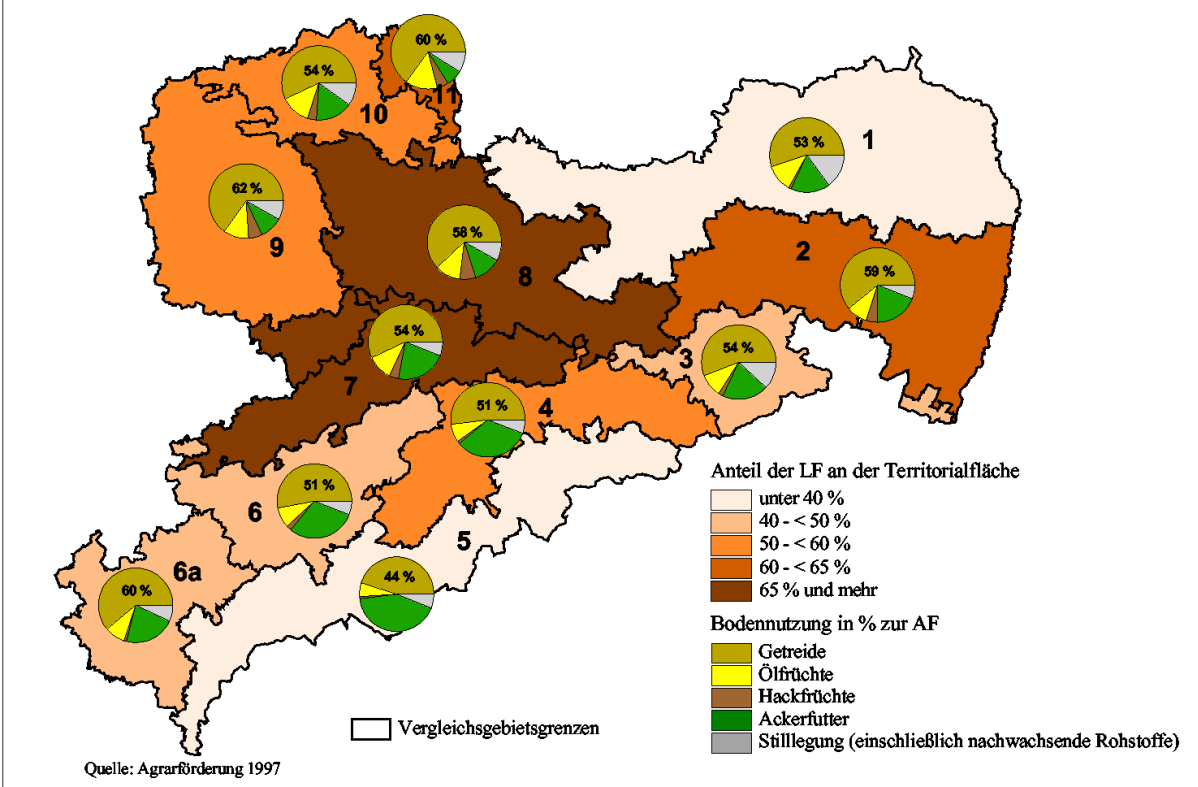 60 %
54 %
11
10
53 %
1
62 %
9
58 %
8
2
59 %
54 %
7
3
54 %
51 %
4
51 %
6
5
6a
60 %
44 %
Anteil der LF an der Territorialfläche
unter 40 %
40 - < 50 %
50 - < 60 %
60 - < 65 %
65 % und mehr
Bodennutzung in % zur AF
Getreide
Ölfrüchte
Hackfrüchte
Ackerfutter
Stilllegung (einschließlich nachwachsende Rohstoffe)
Vergleichsgebietsgrenzen
Quelle: Agrarförderung 1997